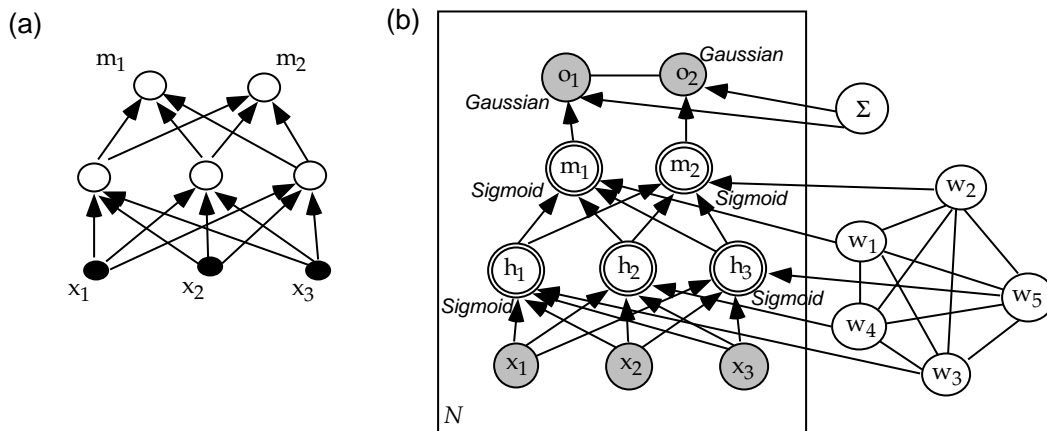 (a)
m1 m2
x1 x2 x3
(b)
Gaussian
o1 o2
Gaussian
Σ
m1 m2
Sigmoid Sigmoid
w2
w1
h1 h2 h3
Sigmoid Sigmoid
w5
w4
x1 x2 x3
w3
N